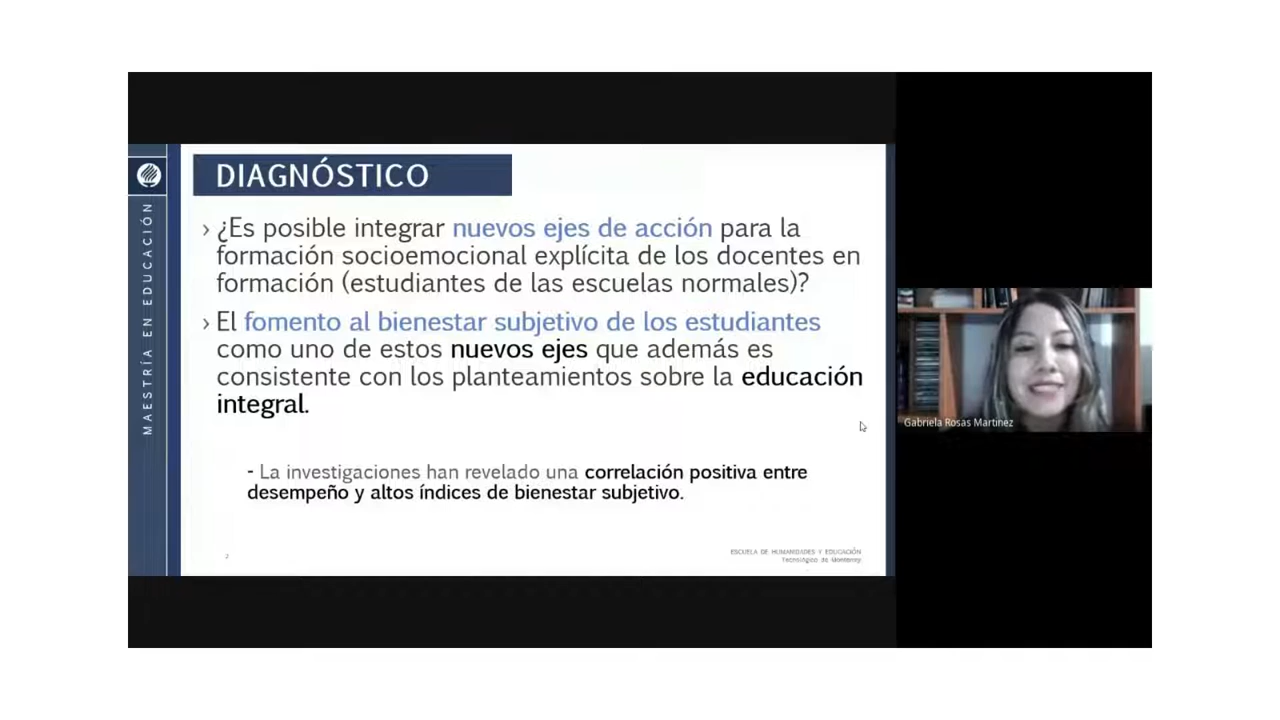 DIAGNÓSTICO
MAESTRÍA EN EDUCACIÓN
› ¿Es posible integrar nuevos ejes de acción para la
formación socioemocional explícita de los docentes en
formación (estudiantes de las escuelas normales)?
› El fomento al bienestar subjetivo de los estudiantes
como uno de estos nuevos ejes que además es
consistente con los planteamientos sobre la educación
integral.
- La investigaciones han revelado una correlación positiva entre
desempeño y altos índices de bienestar subjetivo.
2
ESCUELA DE HUMANIDADES Y EDUCACIÓN
Tecnológico de Monterrey
Gabriela Rosas Martinez